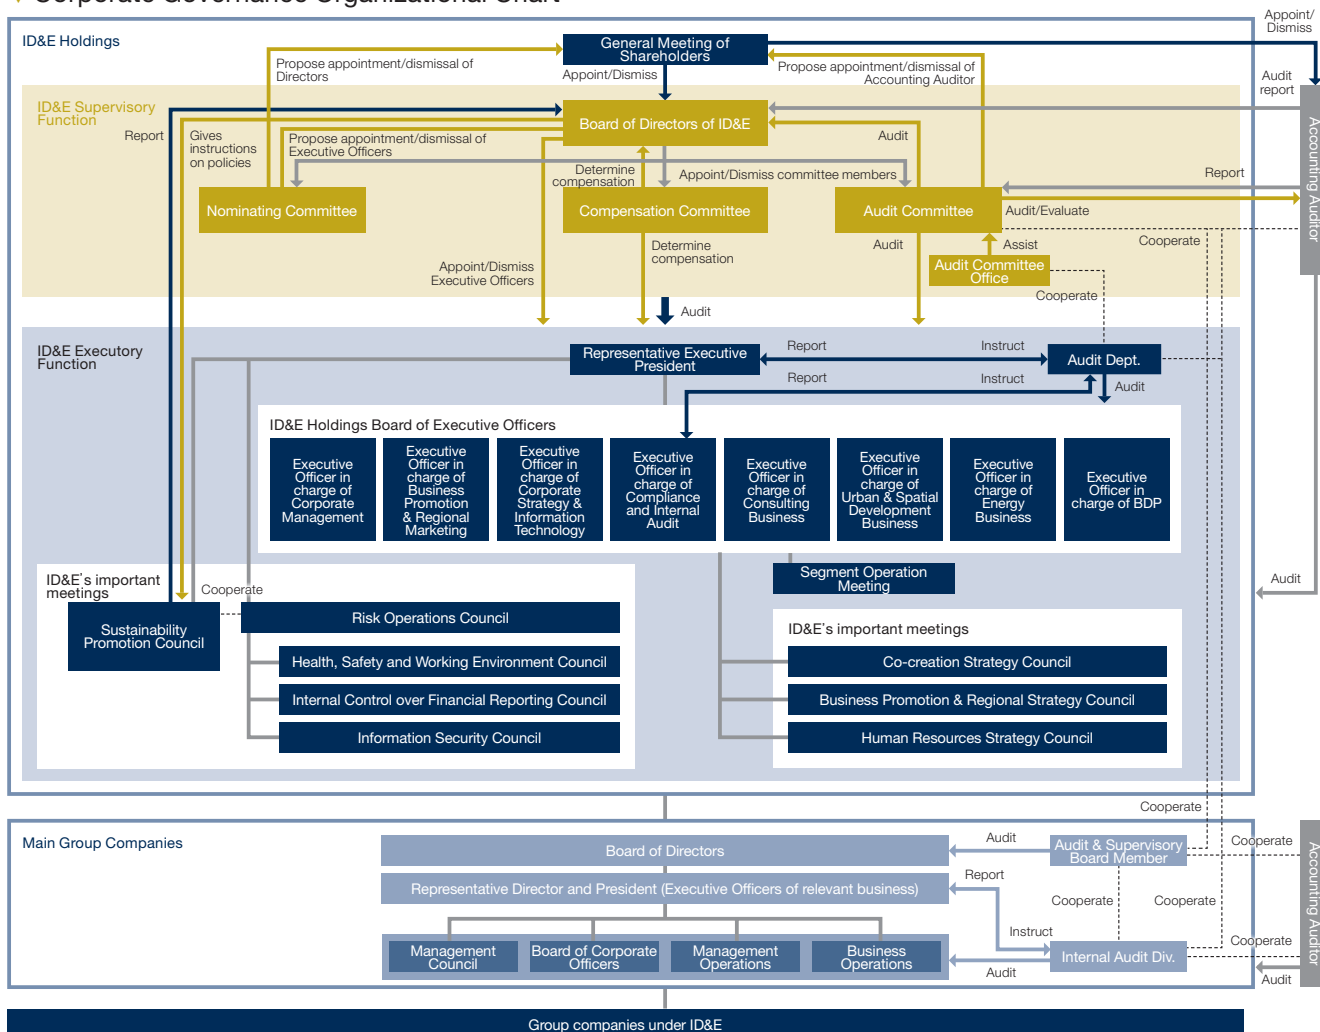 Corporate Governance Organizational Chart
Appoint/
Dismiss
ID&E Holdings
General Meeting of
Shareholders
Propose appointment/dismissal of
Directors
Appoint/Dismiss
Propose appointment/dismissal of
Accounting Auditor
Audit
report
ID&E Supervisory
Function
Report
Gives
instructions
on policies
Propose appointment/dismissal of
Executive Officers
Board of Directors of ID&E
Audit
Accounting Auditor
Determine
compensation
Appoint/Dismiss committee members
Report
Nominating Committee
Compensation Committee
Audit Committee
Audit/Evaluate
Cooperate
Appoint/Dismiss
Executive Officers
Determine
compensation
Audit
Assist
Audit Committee
Office
Cooperate
Audit
ID&E Executory
Function
Representative Executive
President
Report
Instruct
Audit Dept.
Report
Instruct
Audit
ID&E Holdings Board of Executive Officers
Executive
Officer in
charge of
Corporate
Management
Executive
Officer in
charge of
Business
Promotion
& Regional
Marketing
Executive
Officer in
charge of
Corporate
Strategy &
Information
Technology
Executive
Officer in
charge of
Compliance
and Internal
Audit
Executive
Officer in
charge of
Consulting
Business
Executive
Officer in
charge of
Urban & Spatial
Development
Business
Executive
Officer in
charge of
Energy
Business
Executive
Officer in
charge of BDP
ID&E's important
meetings
Cooperate
Segment Operation
Meeting
Audit
Sustainability
Promotion Council
Risk Operations Council
Health, Safety and Working Environment Council
Internal Control over Financial Reporting Council
Information Security Council
ID&E's important meetings
Co-creation Strategy Council
Business Promotion & Regional Strategy Council
Human Resources Strategy Council
Cooperate
Main Group Companies
Board of Directors
Audit
Audit & Supervisory
Board Member
Cooperate
Accounting Auditor
Representative Director and President (Executive Officers of relevant business)
Report
Cooperate
Cooperate
Instruct
Management
Council
Board of Corporate
Officers
Management
Operations
Business
Operations
Audit
Internal Audit Div.
Cooperate
Audit
Group companies under ID&E